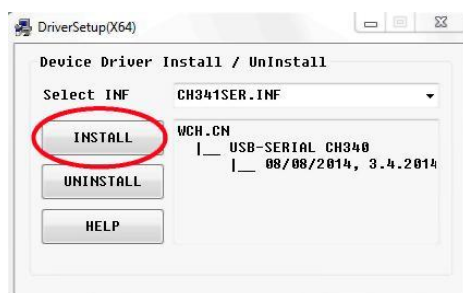 DriverSetup(X64)
Device Driver Install / UnInstall
Select INF CH341SER.INF
INSTALL
WCH.CN
|__ USB-SERIAL CH340
|__ 08/08/2014, 3.4.2014
UNINSTALL
HELP